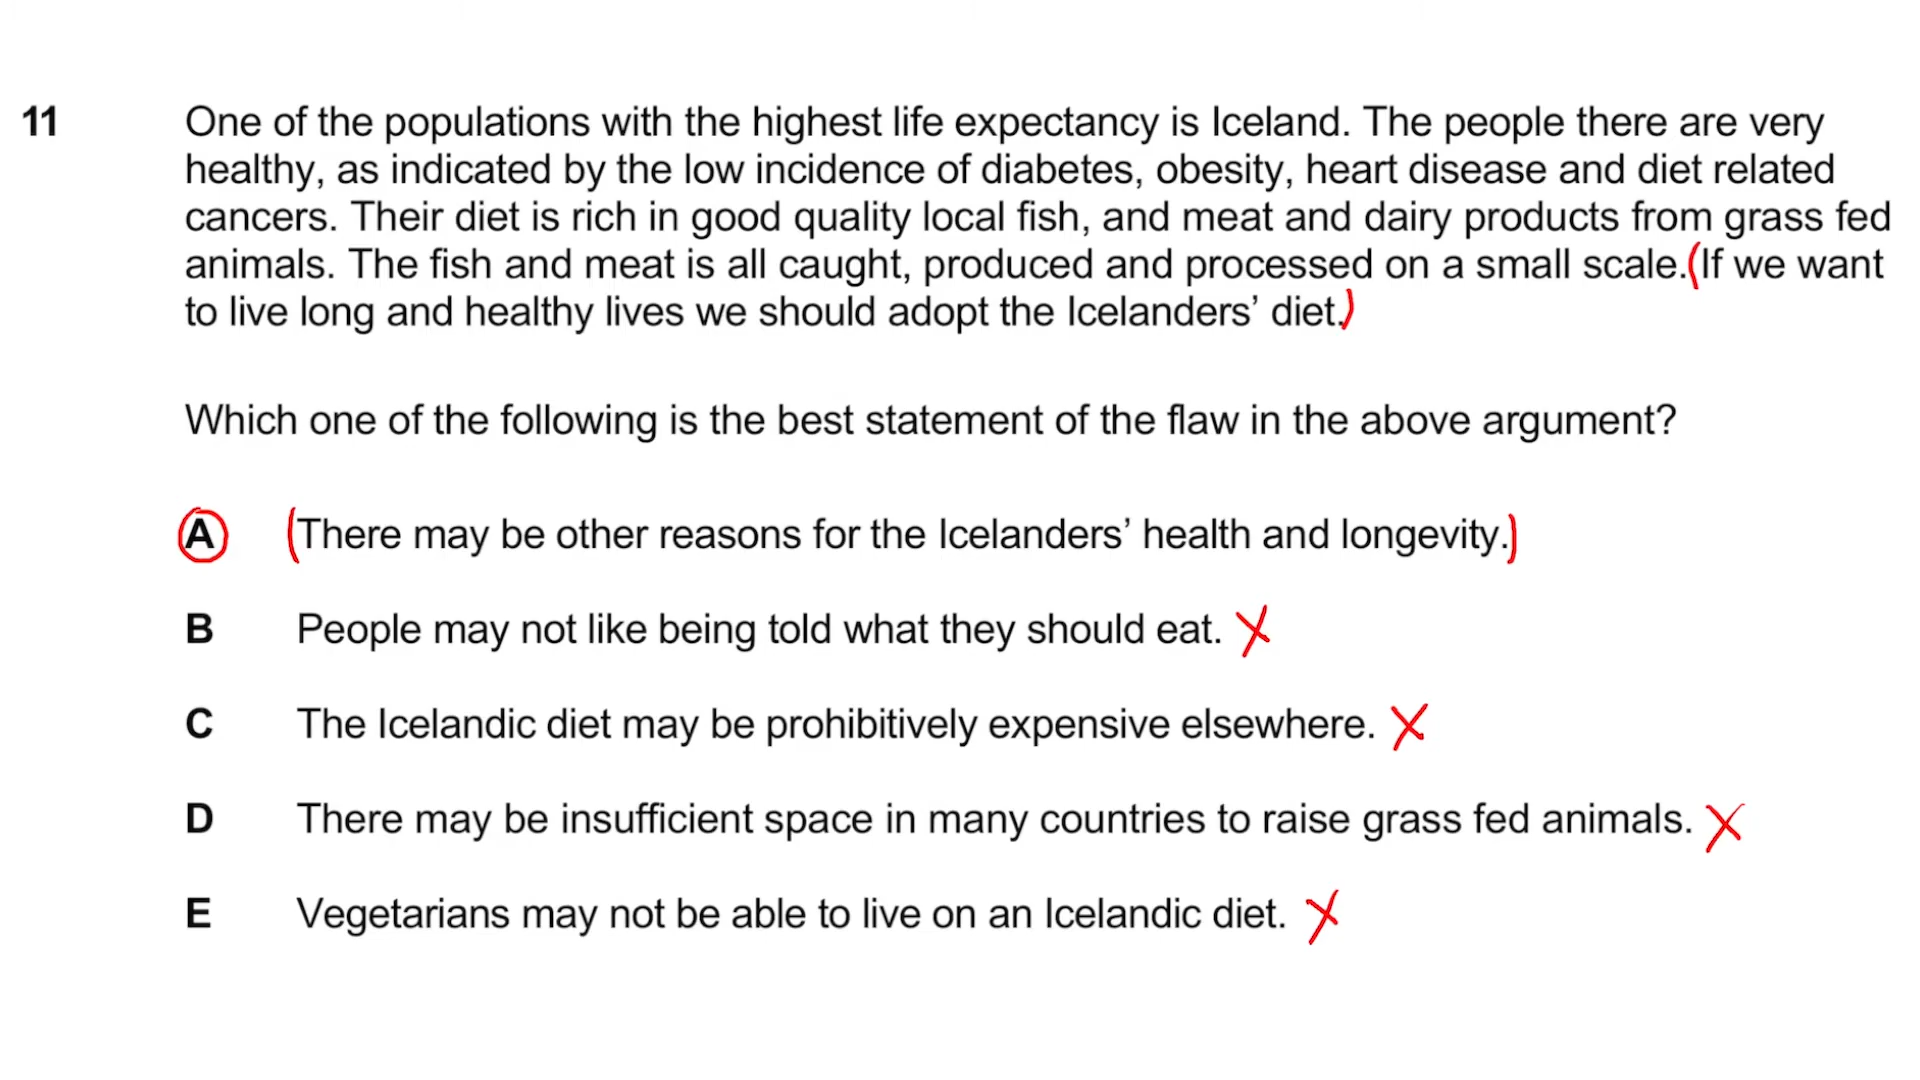 11 One of the populations with the highest life expectancy is Iceland. The people there are very
healthy, as indicated by the low incidence of diabetes, obesity, heart disease and diet related
cancers. Their diet is rich in good quality local fish, and meat and dairy products from grass fed
animals. The fish and meat is all caught, produced and processed on a small scale. (If we want
to live long and healthy lives we should adopt the Icelanders’ diet.)
Which one of the following is the best statement of the flaw in the above argument?
A (There may be other reasons for the Icelanders’ health and longevity.)
B People may not like being told what they should eat. X
C The Icelandic diet may be prohibitively expensive elsewhere. X
D There may be insufficient space in many countries to raise grass fed animals. X
E Vegetarians may not be able to live on an Icelandic diet. X